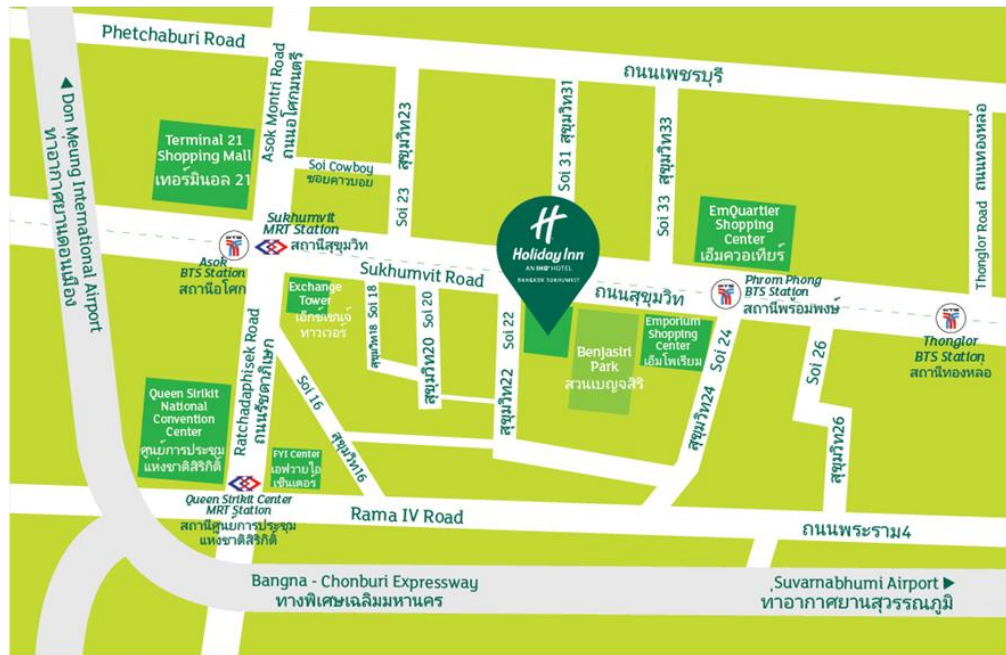 Phetchaburi Road
ถนนเพชรบุรี
Asok Montri Road
ถนนอโศกมนตรี
สุขุมวิท23
Soi 23
Soi 31 สุขุมวิท31
สุขุมวิท33
Soi 33
Thonglor Road ถนนทองหลอ
◀ Don Meung International Airport
ทาอากาศยานดอนเมือง
Terminal 21
Shopping Mall
เทอร์มินอล 21
Soi Cowboy
ซอยคาวบอย
Holiday Inn
AN IHG® HOTEL
BANGKOK SUKHUMVIT
EmQuartier
Shopping
Center
เอ็มควอเทียร์
Sukhumvit
MRT Station
สถานีสุขุมวิท
BTS
Asok
BTS Station
สถานีอโศก
Sukhumvit Road
ถนนสุขุมวิท
BTS
Phrom Phong
BTS Station
สถานีพร้อมพงษ์
BTS
Thonglor
BTS Station
สถานีทองหลอ
Exchange
Tower
เอ็กซ์เชนจ์
ทาวเวอร์
สุขุมวิท18 Soi 18
สุขุมวิท20 Soi 20
Soi 22
สุขุมวิท22
Benjasiri
Park
สวนเบญจสิริ
Emporium
Shopping
Center
เอ็มโพเรียม
Soi 24
สุขุมวิท24
Soi 26
สุขุมวิท26
Ratchadaphisek Road
ถนนรัชดาภิเษก
Soi 16
สุขุมวิท16
Queen Sirikit
National
Convention
Center
ศูนย์การประชุม
แห่งชาติสิริกิติ์
FYI Center
เอฟวายไอ
เซ็นเตอร์
Queen Sirikit Center
MRT Station
สถานีศูนย์การประชุม
แห่งชาติสิริกิติ์
Rama IV Road
ถนนพระราม4
Bangna - Chonburi Expressway
ทางพิเศษเฉลิมมหานคร
Suvarnabhumi Airport ▶
ทาอากาศยานสุวรรณภูมิ